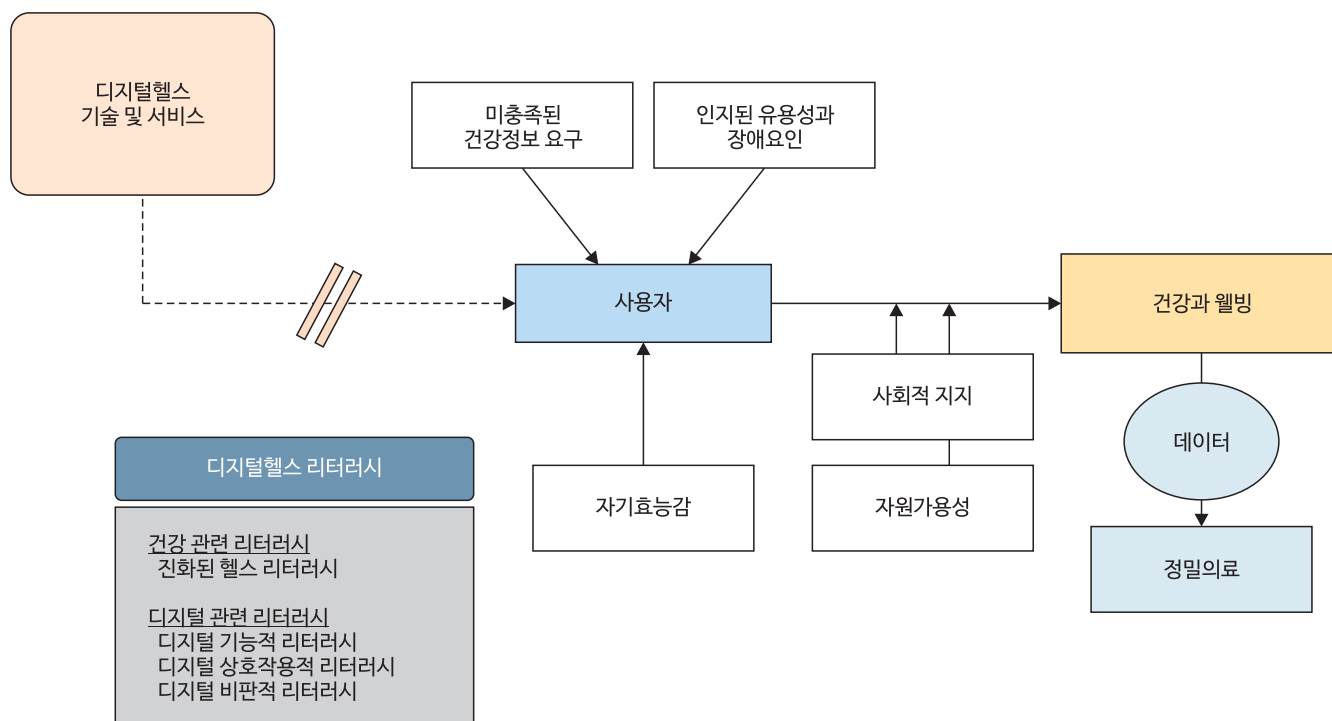 디지털헬스
기술 및 서비스
미충족된
건강정보 요구
인지된 유용성과
장애요인
사용자
건강과 웰빙
사회적 지지
데이터
디지털헬스 리터러시
자기효능감
자원가용성
건강 관련 리터러시
진화된 헬스 리터러시
정밀의료
디지털 관련 리터러시
디지털 기능적 리터러시
디지털 상호작용적 리터러시
디지털 비판적 리터러시